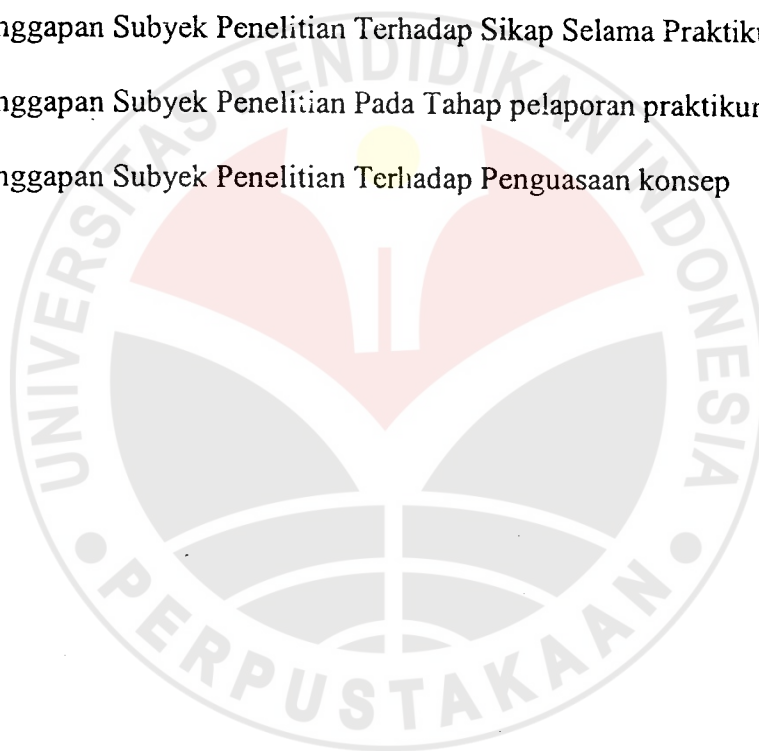 nggapan Subyek Penelitian Terhadap Sikap Selama Praktiku
nggapan Subyek Penelitian Pada Tahap pelaporan praktikum
nggapan Subyek Penelitian Terhadap Penguasaan konsep
UNIVERSITAS PENDIDIKAN INDONESIA
PERPUSTAKAAN